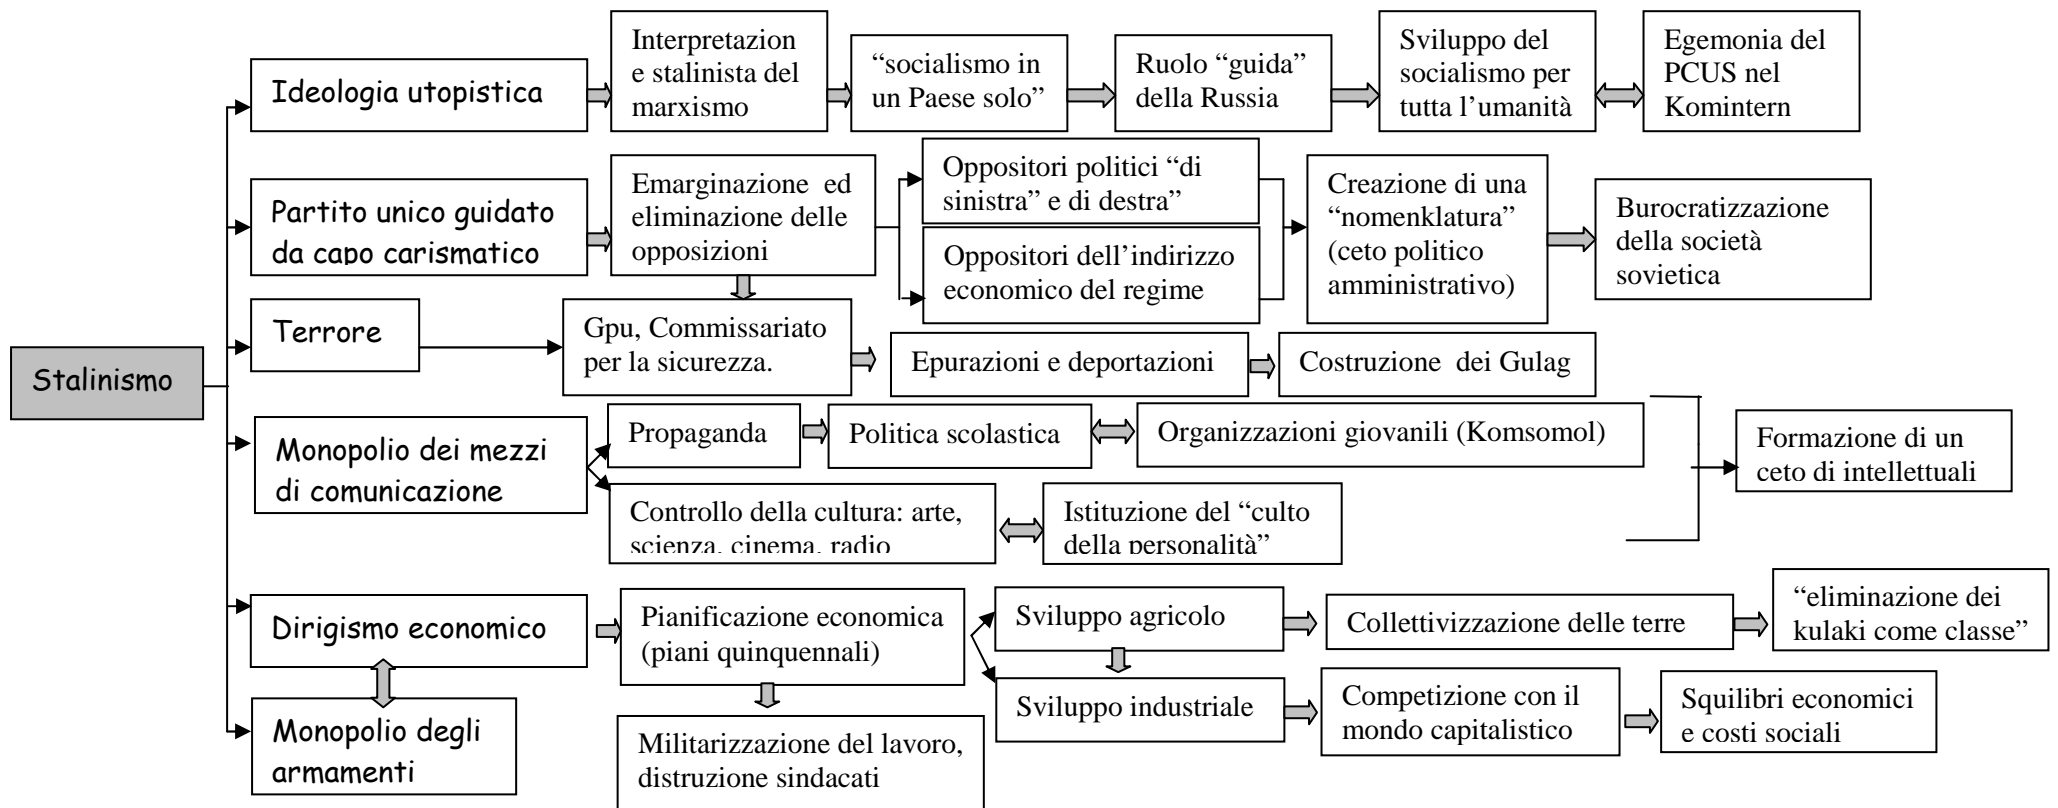 Stalinismo
Ideologia utopistica
Interpretazion
e stalinista del
marxismo
“socialismo in
un Paese solo”
Ruolo “guida”
della Russia
Sviluppo del
socialismo per
tutta l’umanità
Egemonia del
PCUS nel
Komintern
Partito unico guidato
da capo carismatico
Emarginazione ed
eliminazione delle
opposizioni
Oppositori politici “di
sinistra” e di destra”
Oppositori dell’indirizzo
economico del regime
Creazione di una
“nomenklatura”
(ceto politico
amministrativo)
Burocratizzazione
della società
sovietica
Terrore
Gpu, Commissariato
per la sicurezza.
Epurazioni e deportazioni
Costruzione dei Gulag
Monopolio dei mezzi
di comunicazione
Propaganda
Politica scolastica
Organizzazioni giovanili (Komsomol)
Controllo della cultura: arte,
scienza, cinema, radio
Istituzione del “culto
della personalità”
Formazione di un
ceto di intellettuali
Dirigismo economico
Pianificazione economica
(piani quinquennali)
Sviluppo agricolo
Collettivizzazione delle terre
“eliminazione dei
kulaki come classe”
Sviluppo industriale
Competizione con il
mondo capitalistico
Squilibri economici
e costi sociali
Militarizzazione del lavoro,
distruzione sindacati
Monopolio degli
armamenti